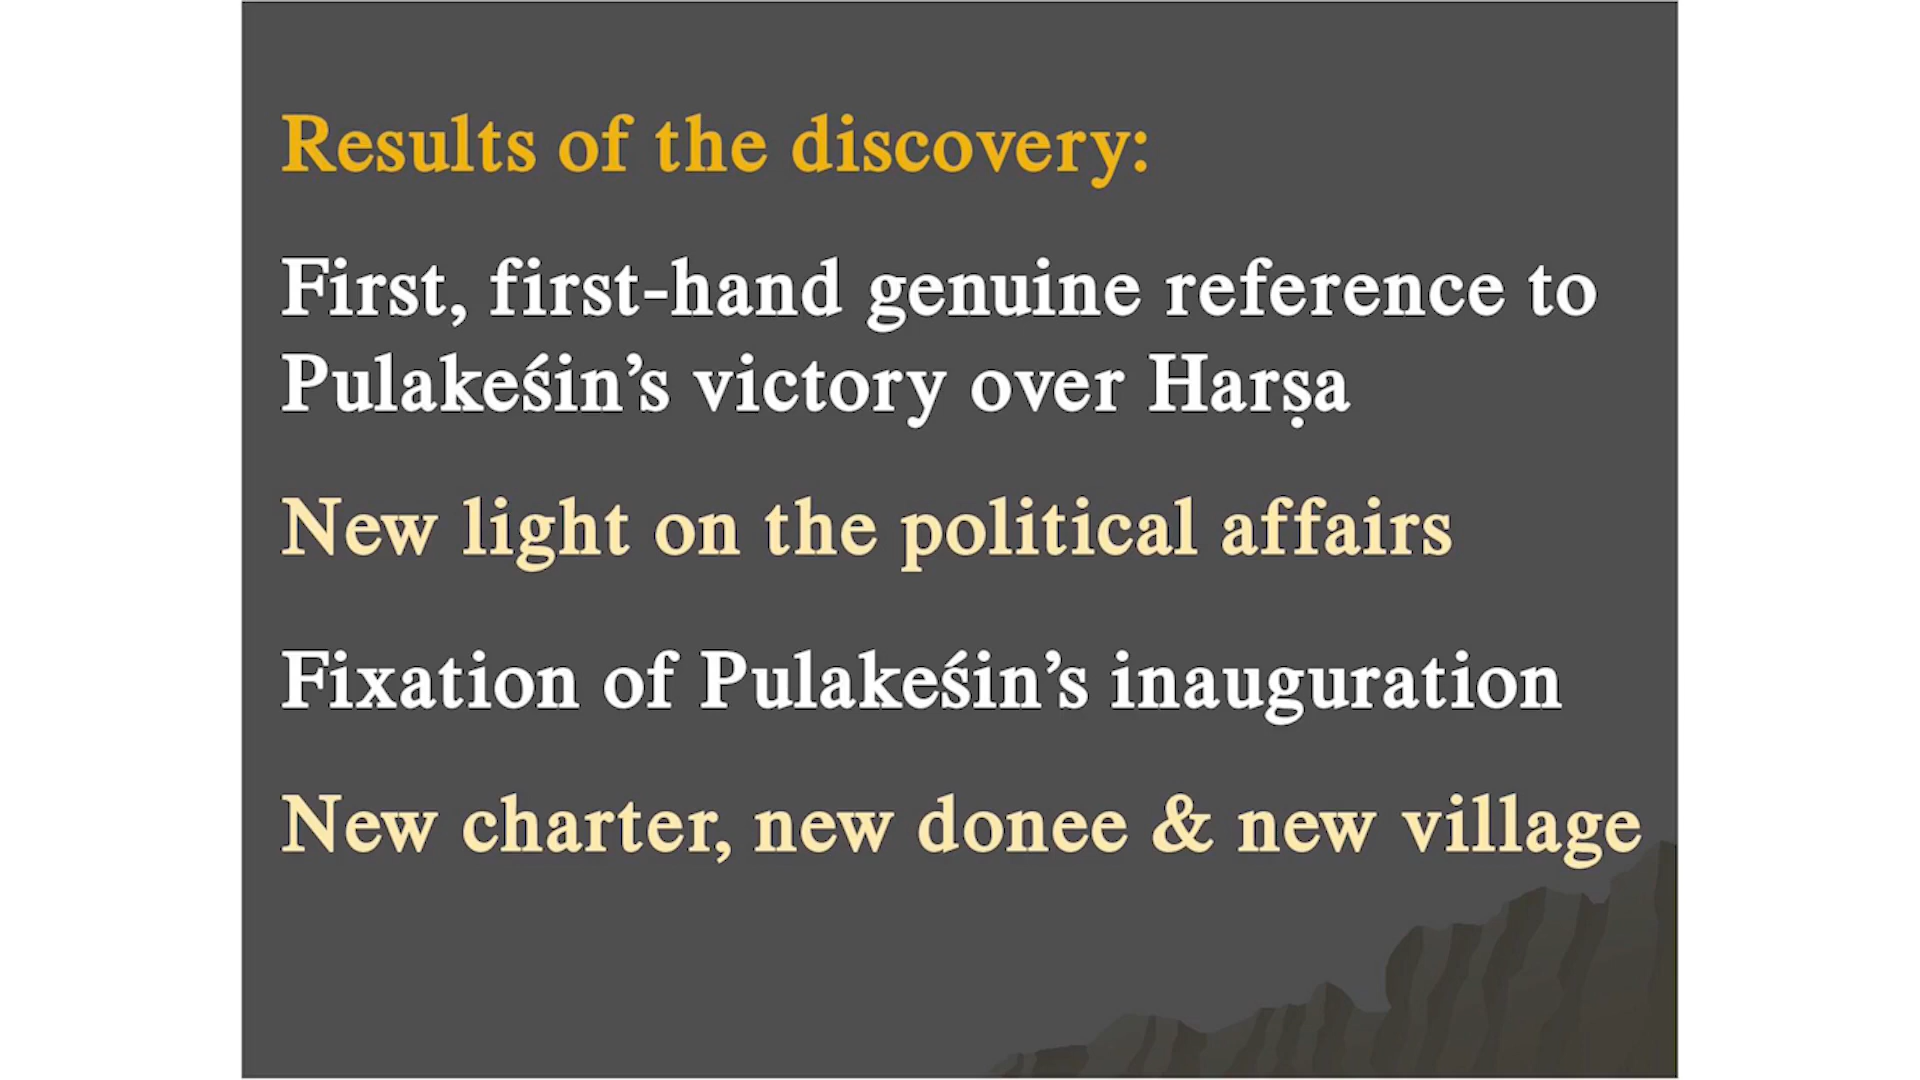 Results of the discovery:
First, first-hand genuine reference to
Pulakeśin’s victory over Harṣa
New light on the political affairs
Fixation of Pulakeśin’s inauguration
New charter, new donee & new village